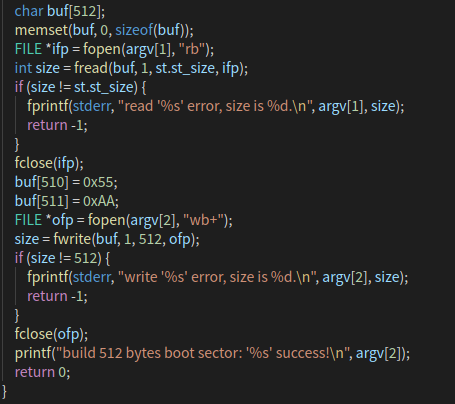 char buf[512];
memset(buf, 0, sizeof(buf));
FILE *ifp = fopen(argv[1], "rb");
int size = fread(buf, 1, st.st_size, ifp);
if (size != st.st_size) {
fprintf(stderr, "read '%s' error, size is %d.\n", argv[1], size);
return -1;
}
fclose(ifp);
buf[510] = 0x55;
buf[511] = 0xAA;
FILE *ofp = fopen(argv[2], "wb+");
size = fwrite(buf, 1, 512, ofp);
if (size != 512) {
fprintf(stderr, "write '%s' error, size is %d.\n", argv[2], size);
return -1;
}
fclose(ofp);
printf("build 512 bytes boot sector: '%s' success!\n", argv[2]);
return 0;
}